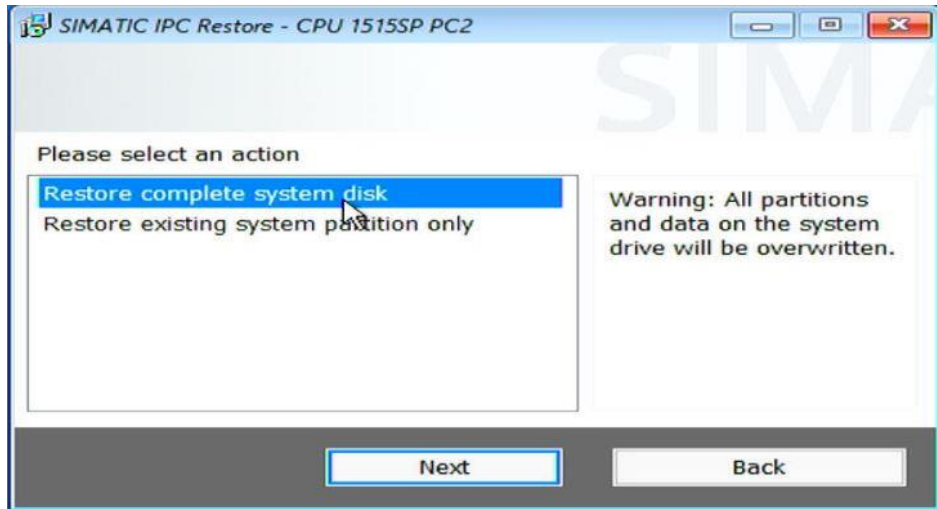 SIMATIC IPC Restore - CPU 1515SP PC2
SIMA
Please select an action
Restore complete system disk
Restore existing system partition only
Warning: All partitions
and data on the system
drive will be overwritten.
Next
Back